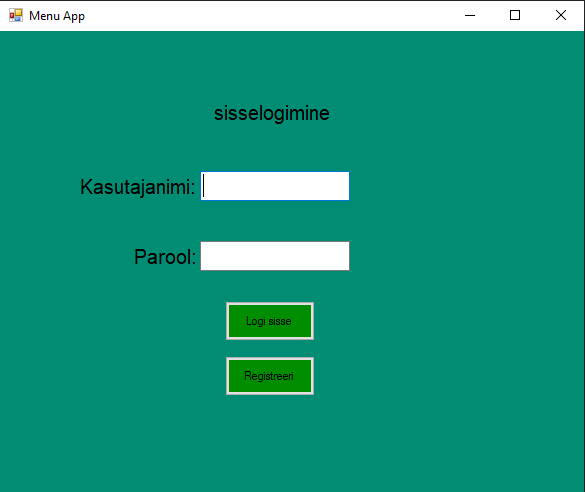 Menu App
sisselogimine
Kasutajanimi:
Parool:
Logi sisse
Registreeri